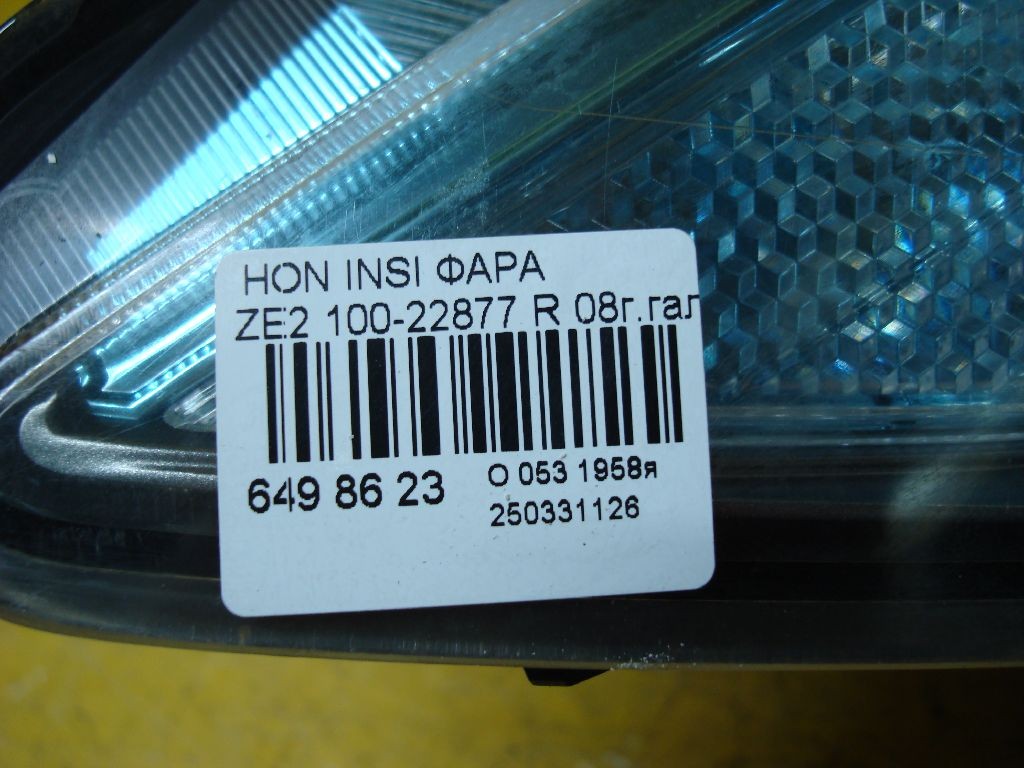 HON INSI ФАРА
ZE2 100-22877 R 08г.гал
649 86 23
О 053 1958я
250331126